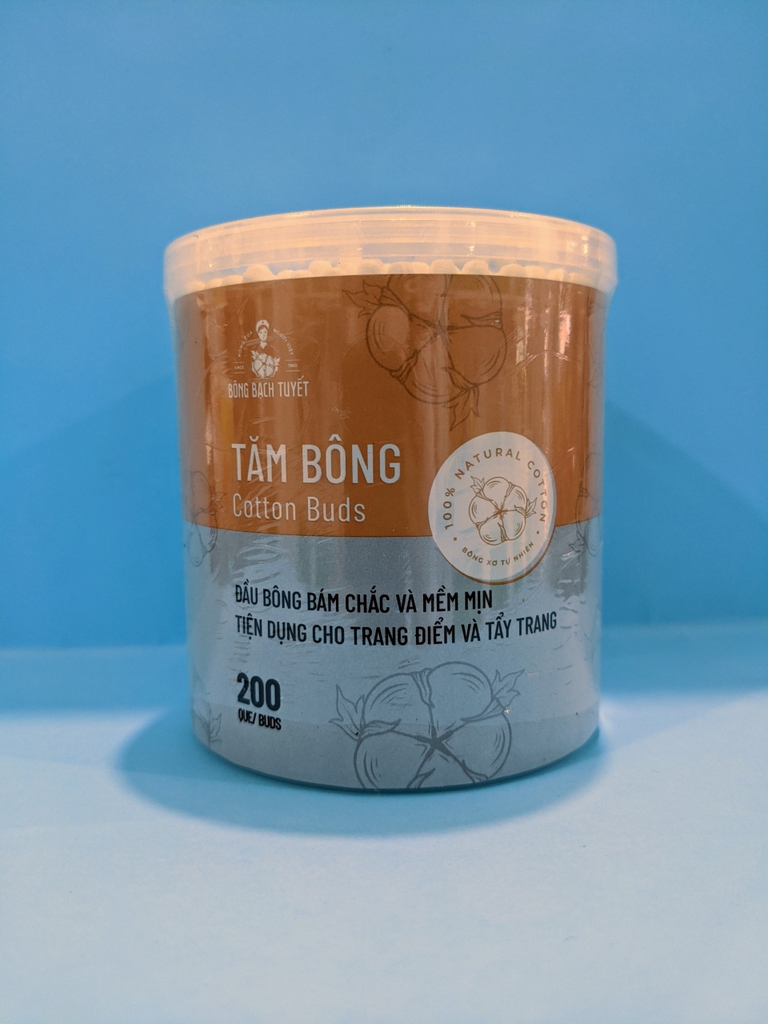 BÔNG BẠCH TUYẾT
TĂM BÔNG
Cotton Buds
100% NATURAL COTTON
BÔNG XƠ TỰ NHIÊN
ĐẦU BÔNG BÁM CHẮC VÀ MỀM MỊN
TIỆN DỤNG CHO TRANG ĐIỂM VÀ TẨY TRANG
200
QUE/ BUDS